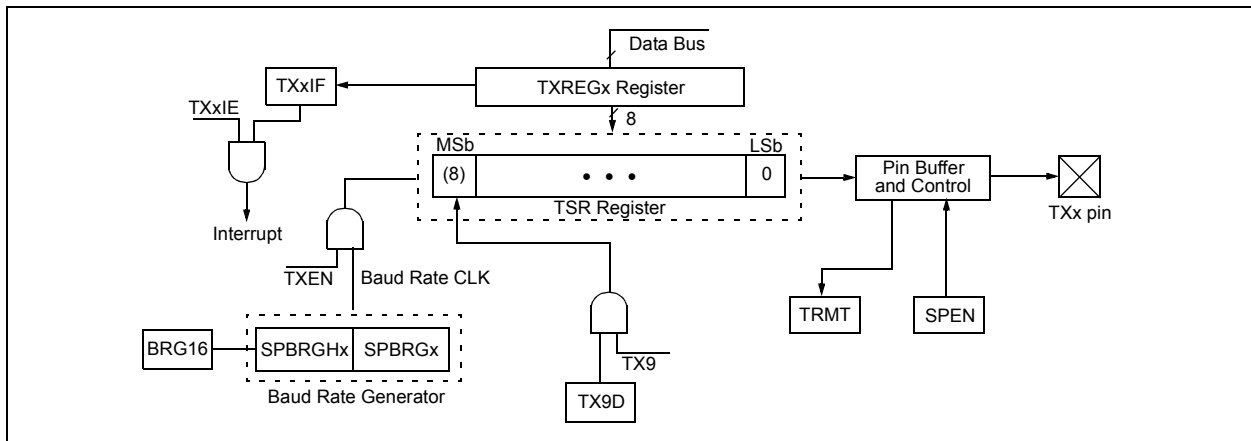 Data Bus
TXxIF
TXREGx Register
TXxIE
8
MSb
LSb
(8)
• • •
0
Pin Buffer
and Control
TSR Register
TXx pin
Interrupt
TXEN
Baud Rate CLK
TRMT
SPEN
BRG16
SPBRGHx
SPBRGx
TX9
Baud Rate Generator
TX9D